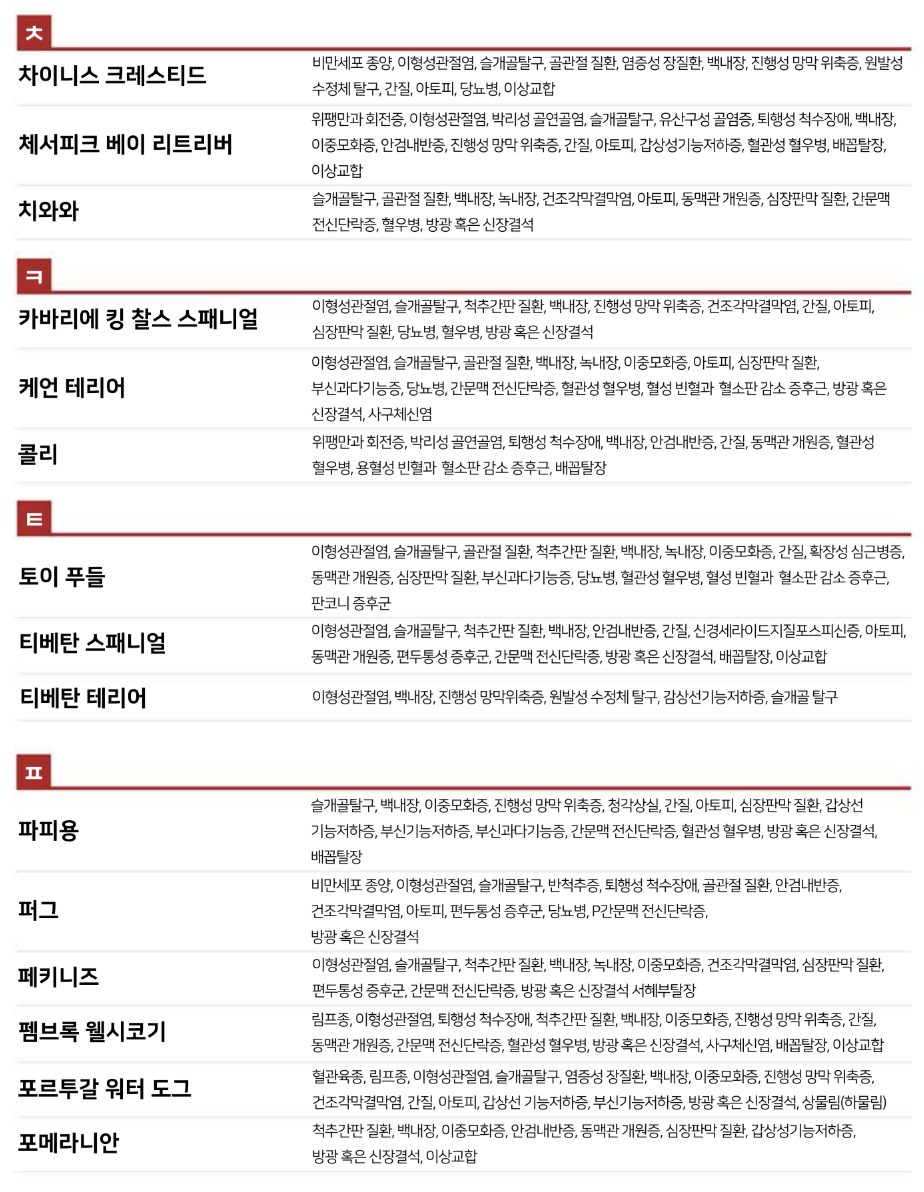 ㅊ
차이니스 크레스티드
비만세포 종양, 이형성관절염, 슬개골탈구, 골관절 질환, 염증성 장질환, 백내장, 진행성 망막 위축증, 원발성
수정체 탈구, 간질, 아토피, 당뇨병, 이상교합
체서피크 베이 리트리버
위팽만과 회전증, 이형성관절염, 박리성 골연골염, 슬개골탈구, 유산구성 골염증, 퇴행성 척수장애, 백내장,
이중모화증, 안검내반증, 진행성 망막 위축증, 간질, 아토피, 갑상성기능저하증, 혈관성 혈우병, 배꼽탈장,
이상교합
치와와
슬개골탈구, 골관절 질환, 백내장, 녹내장, 건조각막결막염, 아토피, 동맥관 개원증, 심장판막 질환, 간문맥
전신단락증, 혈우병, 방광 혹은 신장결석
ㅋ
카바리에 킹 찰스 스패니얼
이형성관절염, 슬개골탈구, 척추간판 질환, 백내장, 진행성 망막 위축증, 건조각막결막염, 간질, 아토피,
심장판막 질환, 당뇨병, 혈우병, 방광 혹은 신장결석
케언 테리어
이형성관절염, 슬개골탈구, 골관절 질환, 백내장, 녹내장, 이중모화증, 아토피, 심장판막 질환,
부신과다기능증, 당뇨병, 간문맥 전신단락증, 혈관성 혈우병, 혈성 빈혈과 혈소판 감소 증후근, 방광 혹은
신장결석, 사구체신염
콜리
위팽만과 회전증, 박리성 골연골염, 퇴행성 척수장애, 백내장, 안검내반증, 간질, 동맥관 개원증, 혈관성
혈우병, 용혈성 빈혈과 혈소판 감소 증후근, 배꼽탈장
ㅌ
토이 푸들
이형성관절염, 슬개골탈구, 골관절 질환, 척추간판 질환, 백내장, 녹내장, 이중모화증, 간질, 확장성 심근병증,
동맥관 개원증, 심장판막 질환, 부신과다기능증, 당뇨병, 혈관성 혈우병, 혈성 빈혈과 혈소판 감소 증후근,
판코니 증후군
티베탄 스패니얼
이형성관절염, 슬개골탈구, 척추간판 질환, 백내장, 안검내반증, 간질, 신경세라이드지질포스피신증, 아토피,
동맥관 개원증, 편두통성 증후군, 간문맥 전신단락증, 방광 혹은 신장결석, 배꼽탈장, 이상교합
티베탄 테리어
이형성관절염, 백내장, 진행성 망막위축증, 원발성 수정체 탈구, 감상선기능저하증, 슬개골 탈구
ㅍ
파피용
슬개골탈구, 백내장, 이중모화증, 진행성 망막 위축증, 청각상실, 간질, 아토피, 심장판막 질환, 갑상선
기능저하증, 부신기능저하증, 부신과다기능증, 간문맥 전신단락증, 혈관성 혈우병, 방광 혹은 신장결석,
배꼽탈장
퍼그
비만세포 종양, 이형성관절염, 슬개골탈구, 반척추증, 퇴행성 척수장애, 골관절 질환, 안검내반증,
건조각막결막염, 아토피, 편두통성 증후군, 당뇨병, P간문맥 전신단락증,
방광 혹은 신장결석
페키니즈
이형성관절염, 슬개골탈구, 척추간판 질환, 백내장, 녹내장, 이중모화증, 건조각막결막염, 심장판막 질환,
편두통성 증후군, 간문맥 전신단락증, 방광 혹은 신장결석 서혜부탈장
펨브록 웰시코기
림프종, 이형성관절염, 퇴행성 척수장애, 척추간판 질환, 백내장, 이중모화증, 진행성 망막 위축증, 간질,
동맥관 개원증, 간문맥 전신단락증, 혈관성 혈우병, 방광 혹은 신장결석, 사구체신염, 배꼽탈장, 이상교합
포르투갈 워터 도그
혈관육종, 림프종, 이형성관절염, 슬개골탈구, 염증성 장질환, 백내장, 이중모화증, 진행성 망막 위축증,
건조각막결막염, 간질, 아토피, 갑상선 기능저하증, 부신기능저하증, 방광 혹은 신장결석, 상물림(하물림)
포메라니안
척추간판 질환, 백내장, 이중모화증, 안검내반증, 동맥관 개원증, 심장판막 질환, 갑상성기능저하증,
방광 혹은 신장결석, 이상교합